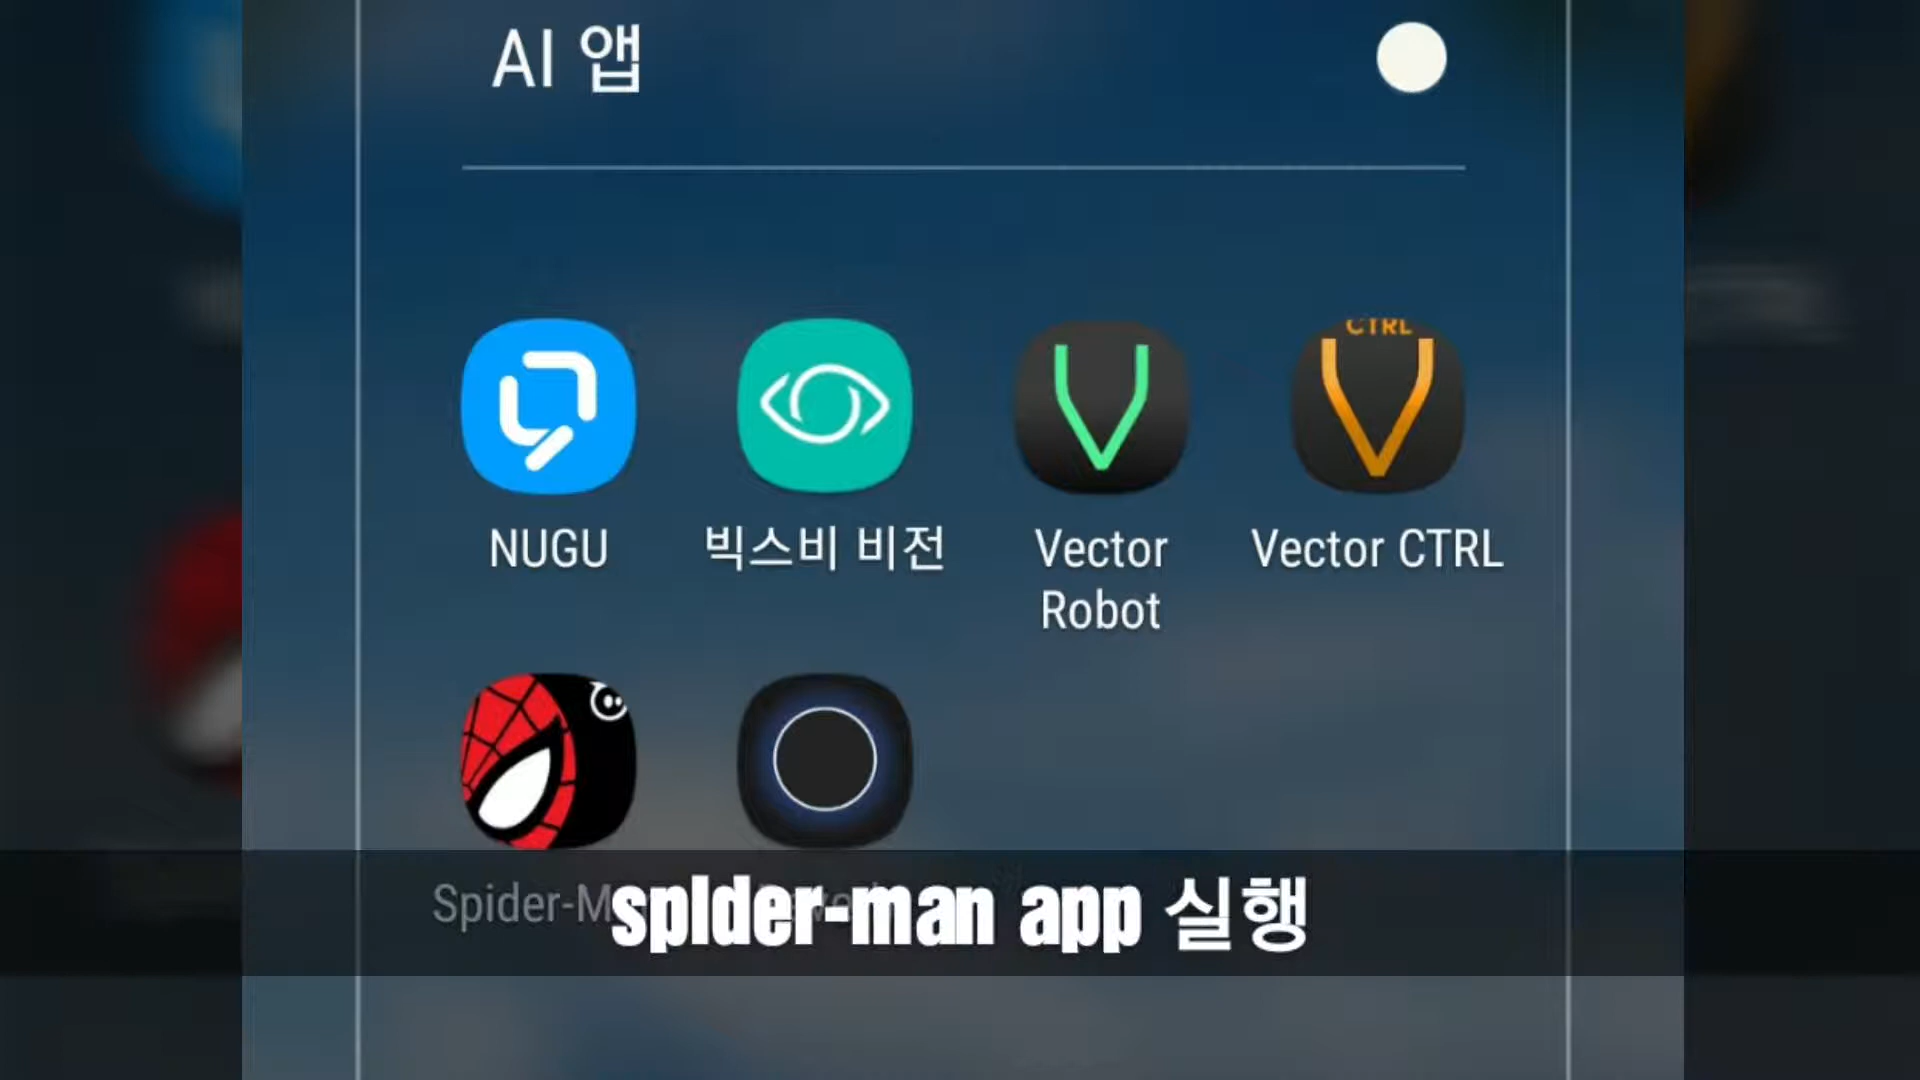 AI 앱
CTRL
NUGU
빅스비 비전
Vector
Robot
Vector CTRL
Spider-M
spider-man app 실행